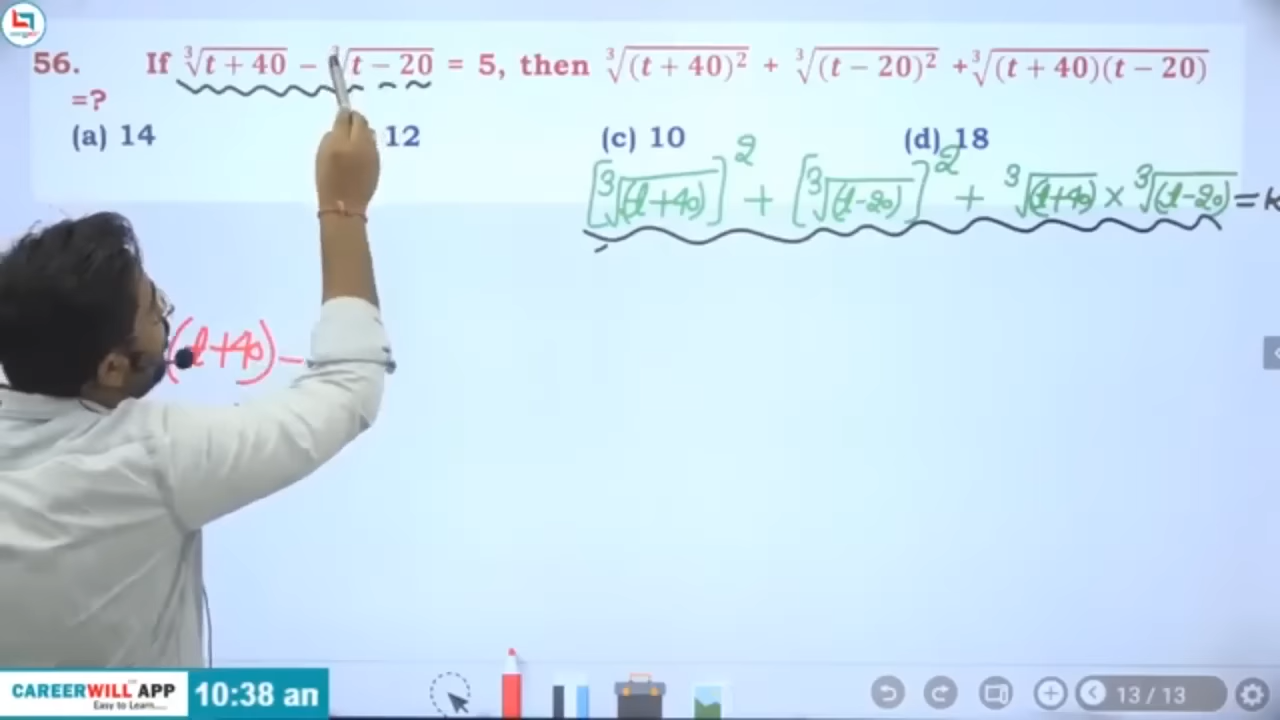 56. If ∛(t + 40) − ∛(t − 20) = 5, then ∛((t + 40)²) + ∛((t − 20)²) + ∛((t + 40)(t − 20))
=?
(a) 14 12 (c) 10 (d) 18
[∛(t+40)]² + [∛(t-20)]² + ∛(t+40) × ∛(t-20) = k
(t+40) −
CAREERWILL APP
Easy to Learn.....
10:38 am
13 / 13